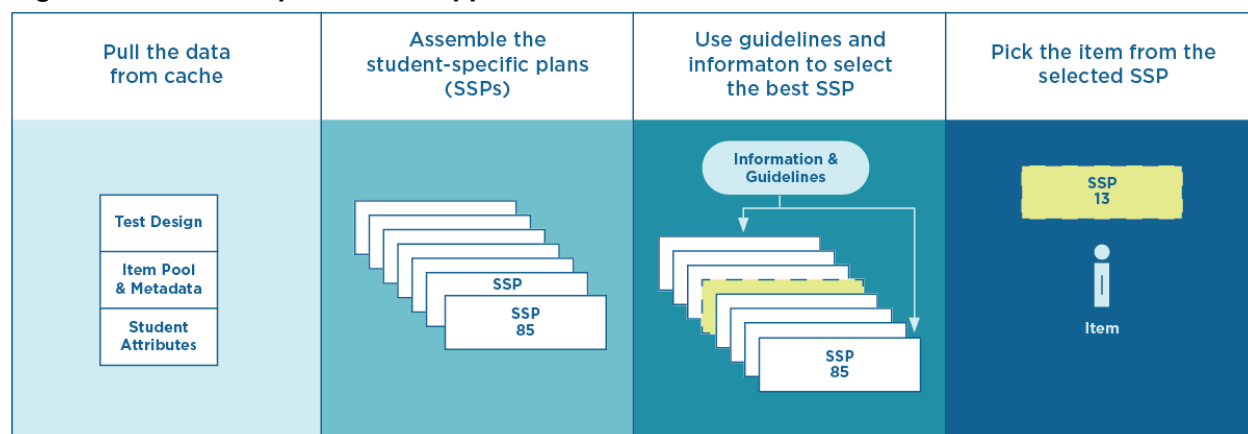 Pull the data
from cache
Assemble the
student-specific plans
(SSPs)
Use guidelines and
informaton to select
the best SSP
Pick the item from the
selected SSP
Test Design
Item Pool
& Metadata
Student
Attributes
SSP
SSP
85
Information &
Guidelines
SSP
85
SSP
13
Item